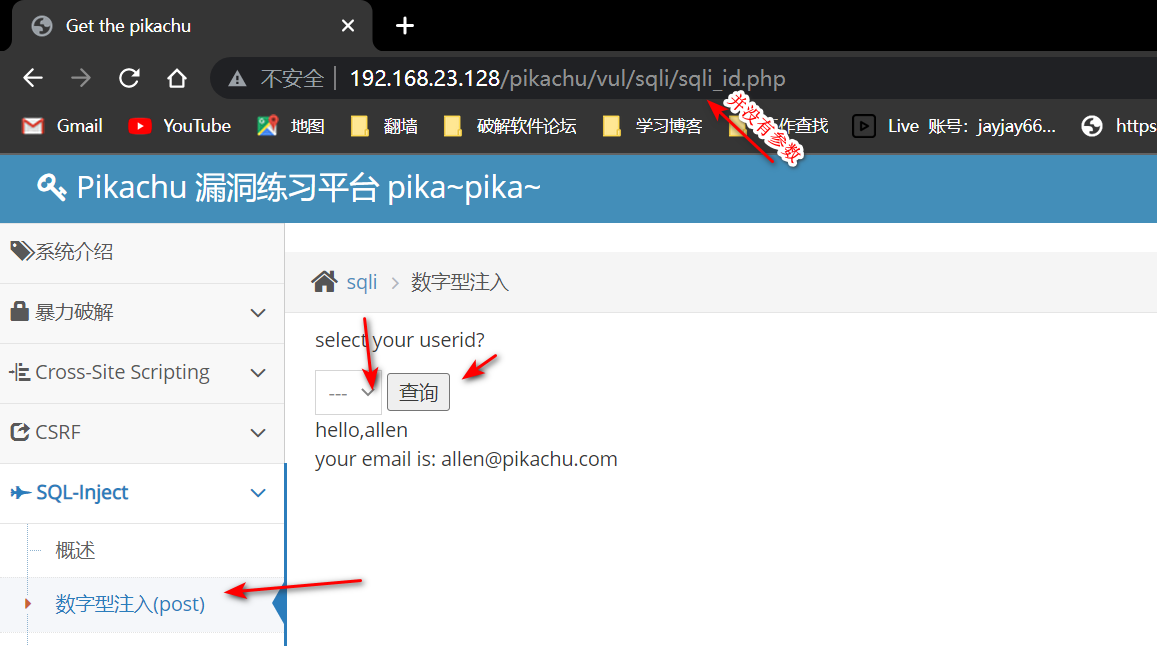 Get the pikachu
不安全 192.168.23.128/pikachu/vul/sqli/sqli_id.php
并没有参数
Gmail YouTube 地图 翻墙 破解软件论坛 学习博客 作查找 Live 账号：jayjay66... https
Pikachu 漏洞练习平台 pika~pika~
系统介绍
暴力破解
Cross-Site Scripting
CSRF
SQL-Inject
概述
数字型注入(post)
sqli > 数字型注入
select your userid?
--- 查询
hello,allen
your email is: allen@pikachu.com